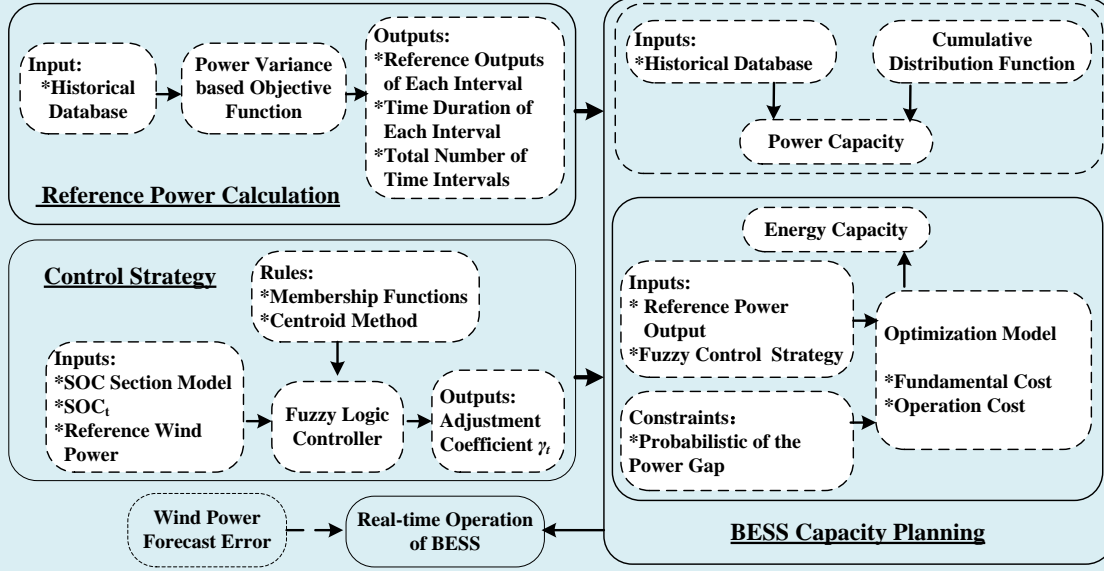 Input:
*Historical
Database
Power Variance
based Objective
Function
Outputs:
*Reference Outputs
of Each Interval
*Time Duration of
Each Interval
*Total Number of
Time Intervals
Reference Power Calculation
Control Strategy
Rules:
*Membership Functions
*Centroid Method
Inputs:
*SOC Section Model
*SOCt
*Reference Wind
Power
Fuzzy Logic
Controller
Outputs:
Adjustment
Coefficient γt
Wind Power
Forecast Error
Real-time Operation
of BESS
Inputs:
*Historical Database
Cumulative
Distribution Function
Power Capacity
Energy Capacity
Inputs:
* Reference Power
Output
*Fuzzy Control Strategy
Constraints：
*Probabilistic of the
Power Gap
Optimization Model
*Fundamental Cost
*Operation Cost
BESS Capacity Planning